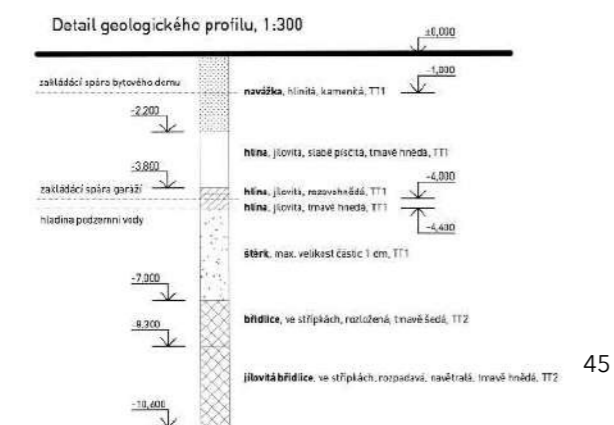 Detail geologického profilu, 1:300
±0,000
-1,000
zakládácí spára bytového domu
navážka, hlinitá, kamenitá, TT1
-2,200
hlína, jílovitá, slabě písčitá, tmavě hnědá, TT1
-3,800
-4,000
zakládácí spára garáží
hlína, jílovitá, rezavohnědá, TT1
hlína, jílovitá, tmavě hnědá, TT1
hladina podzemní vody
-4,400
štěrk, max. velikost částic 1 cm, TT1
-7,000
břidlice, ve střípkách, rozložená, tmavě šedá, TT2
-8,300
45
jílovitá břidlice, ve střípkách, rozpadavá, navětralá, tmavě hnědá, TT2
-10,600